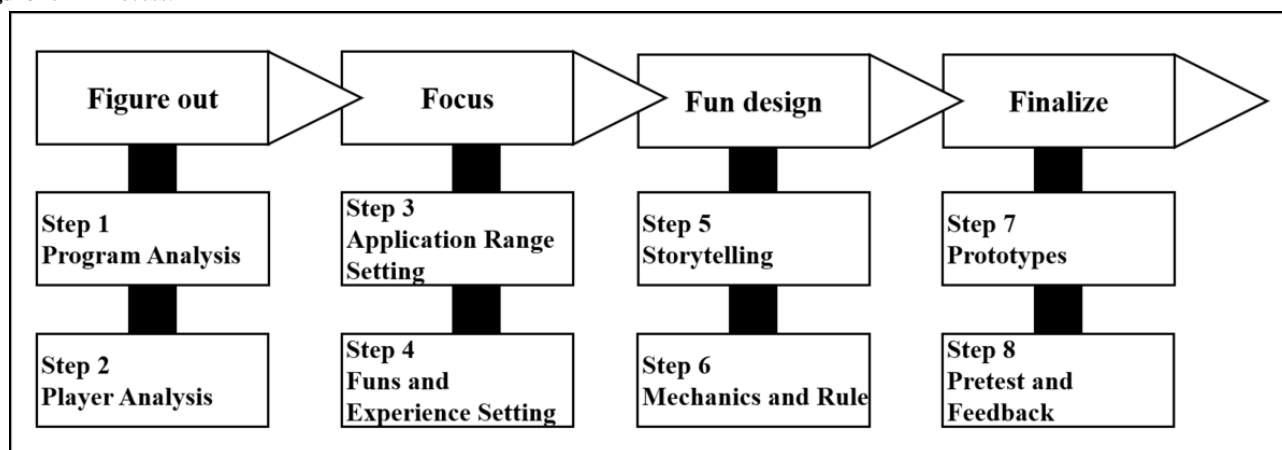 Figure out
Focus
Fun design
Finalize
Step 1
Program Analysis
Step 2
Player Analysis
Step 3
Application Range
Setting
Step 4
Funs and
Experience Setting
Step 5
Storytelling
Step 6
Mechanics and Rule
Step 7
Prototypes
Step 8
Pretest and
Feedback